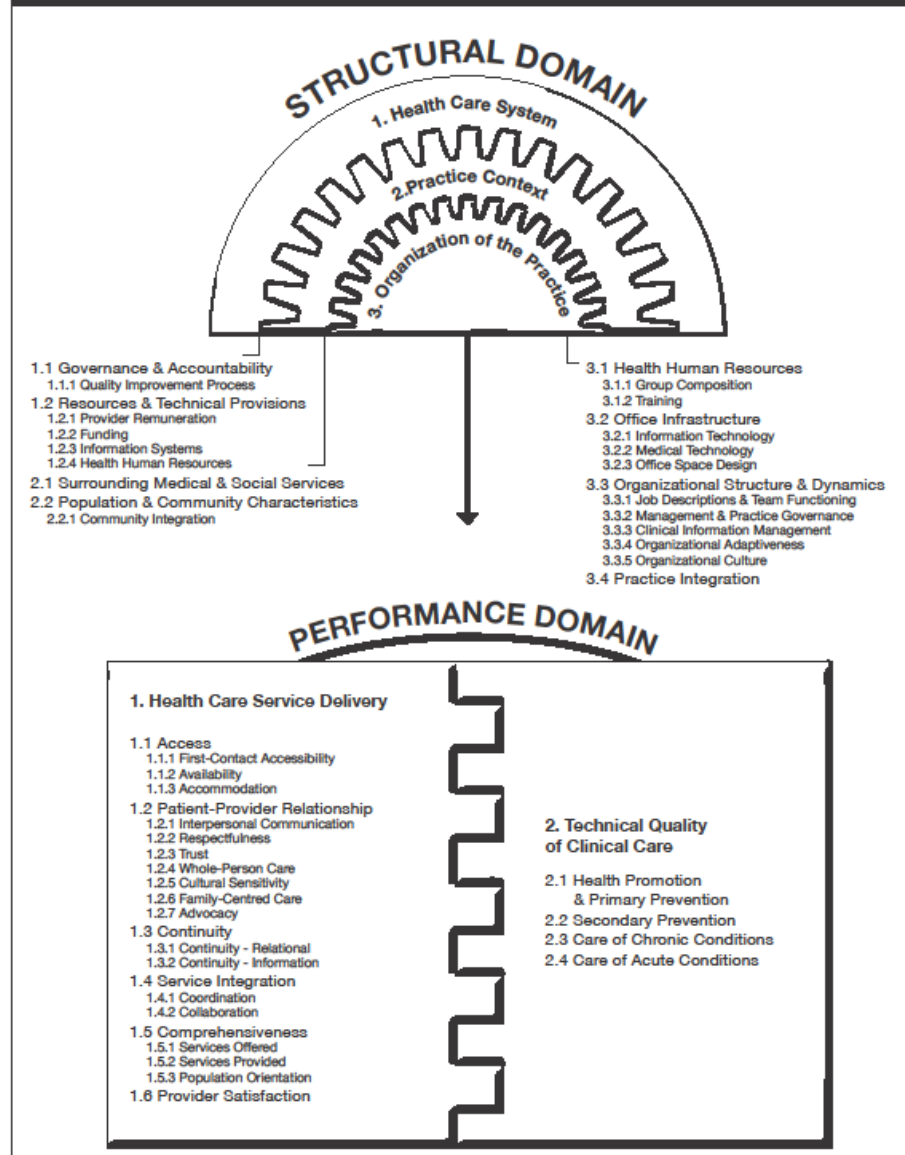 STRUCTURAL DOMAIN
1. Health Care System
2.Practice Context
3. Organization of the Practice
1.1 Governance & Accountability
1.1.1 Quality Improvement Process
1.2 Resources & Technical Provisions
1.2.1 Provider Remuneration
1.2.2 Funding
1.2.3 Information Systems
1.2.4 Health Human Resources
2.1 Surrounding Medical & Social Services
2.2 Population & Community Characteristics
2.2.1 Community Integration
3.1 Health Human Resources
3.1.1 Group Composition
3.1.2 Training
3.2 Office Infrastructure
3.2.1 Information Technology
3.2.2 Medical Technology
3.2.3 Office Space Design
3.3 Organizational Structure & Dynamics
3.3.1 Job Descriptions & Team Functioning
3.3.2 Management & Practice Governance
3.3.3 Clinical Information Management
3.3.4 Organizational Adaptiveness
3.3.5 Organizational Culture
3.4 Practice Integration
PERFORMANCE DOMAIN
1. Health Care Service Delivery
1.1 Access
1.1.1 First-Contact Accessibility
1.1.2 Availability
1.1.3 Accommodation
1.2 Patient-Provider Relationship
1.2.1 Interpersonal Communication
1.2.2 Respectfulness
1.2.3 Trust
1.2.4 Whole-Person Care
1.2.5 Cultural Sensitivity
1.2.6 Family-Centred Care
1.2.7 Advocacy
1.3 Continuity
1.3.1 Continuity - Relational
1.3.2 Continuity - Information
1.4 Service Integration
1.4.1 Coordination
1.4.2 Collaboration
1.5 Comprehensiveness
1.5.1 Services Offered
1.5.2 Services Provided
1.5.3 Population Orientation
1.6 Provider Satisfaction
2. Technical Quality
of Clinical Care
2.1 Health Promotion
& Primary Prevention
2.2 Secondary Prevention
2.3 Care of Chronic Conditions
2.4 Care of Acute Conditions